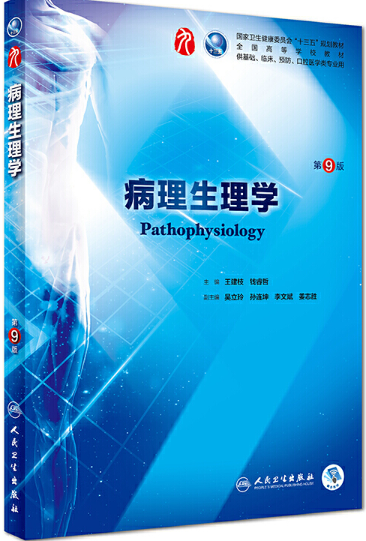 国家卫生健康委员会“十三五”规划教材
全国高等学校教材
供基础、临床、预防、口腔医学类专业用
病理生理学
第9版
病理生理学
Pathophysiology
主编 王建枝 钱睿哲
副主编 吴立玲 孙连坤 李文斌 姜志胜
第9版
人民卫生出版社
人民卫生出版社
PEOPLE'S MEDICAL PUBLISHING HOUSE